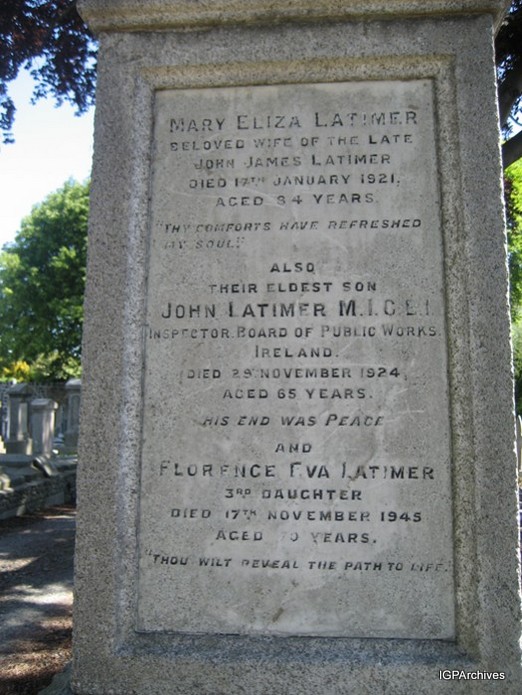 Mary Eliza Latimer
beloved wife of the late
John James Latimer
died 17th January 1921,
aged 84 years.
"Thy comforts have refreshed
my soul."
also
their eldest son
John Latimer M.I.C.E.I.
Inspector. Board of Public Works.
Ireland.
died 29 November 1924,
aged 65 years.
His end was Peace
and
Florence Eva Latimer
3rd daughter
died 17th November 1945
aged 70 years.
"Thou wilt reveal the path to life."
IGPArchives